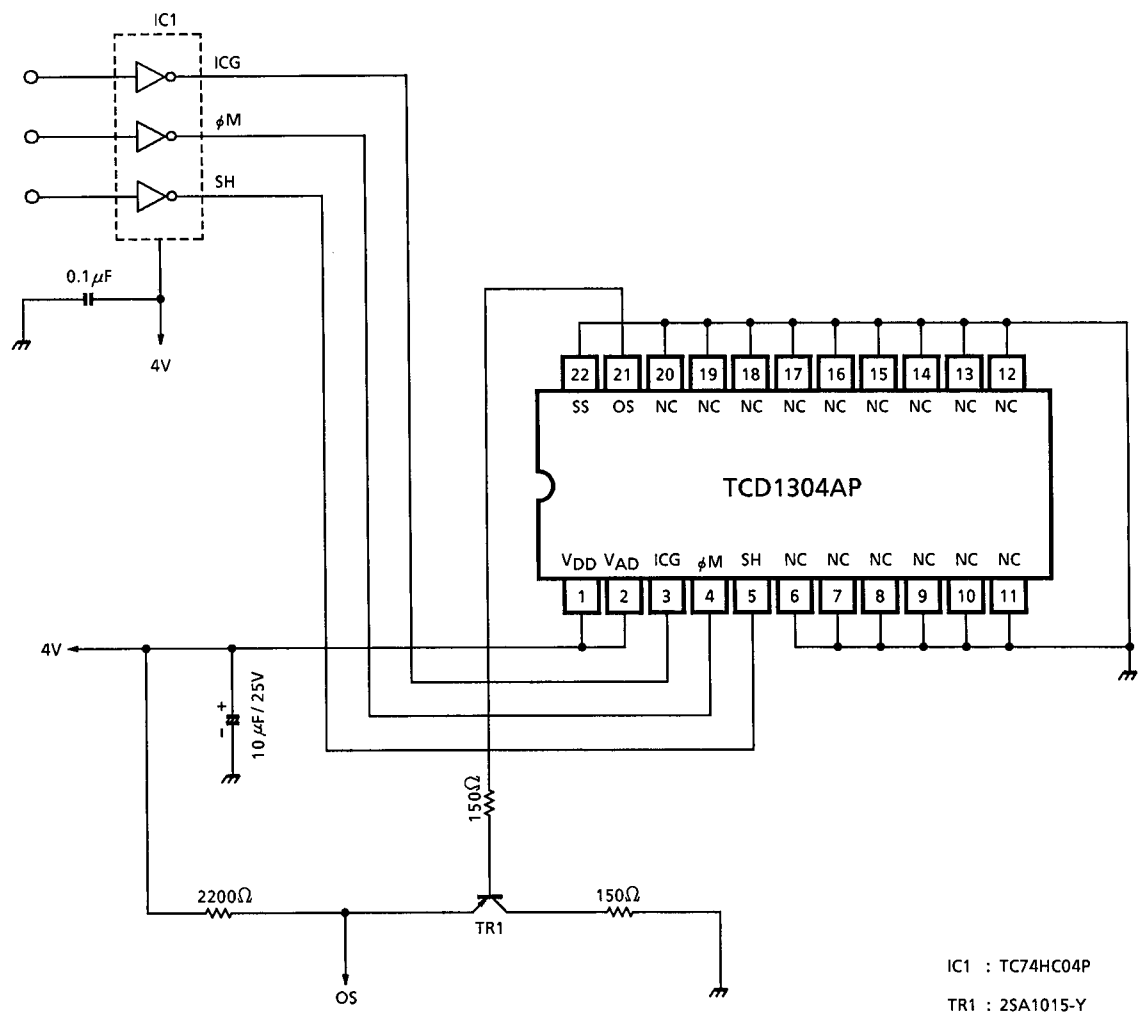 IC1
ICG
φM
SH
0.1μF
4V
22 21 20 19 18 17 16 15 14 13 12
SS OS NC NC NC NC NC NC NC NC NC
TCD1304AP
VDD VAD ICG φM SH NC NC NC NC NC NC
1 2 3 4 5 6 7 8 9 10 11
4V
+
-
10 μF/25V
150Ω
2200Ω
150Ω
TR1
OS
IC1 : TC74HC04P
TR1 : 2SA1015-Y